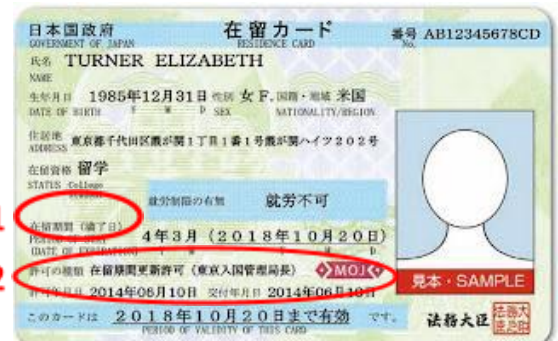 日本国政府 在留カード 番号 AB12345678CD
GOVERNMENT OF JAPAN RESIDENCE CARD No.
氏名 TURNER ELIZABETH
NAME
生年月日 1985年12月31日 性別 女 F. 国籍・地域 米国
DATE OF BIRTH Y M D SEX NATIONALITY/REGION
住居地 東京都千代田区霞が関1丁目1番1号霞が関ハイツ202号
ADDRESS
在留資格 留学
STATUS College
Student
就労制限の有無 就労不可
1
在留期間(満了日) 4年3月(2018年10月20日)
PERIOD OF STAY
(DATE OF EXPIRATION) Y M Y M D
2
許可の種類 在留期間更新許可(東京入国管理局長) MOJ
見本・SAMPLE
許可年月日 2014年06月10日 交付年月日 2014年06月10日
このカードは 2018年10月20日まで有効 です。 法務大臣
PERIOD OF VALIDITY OF THIS CARD